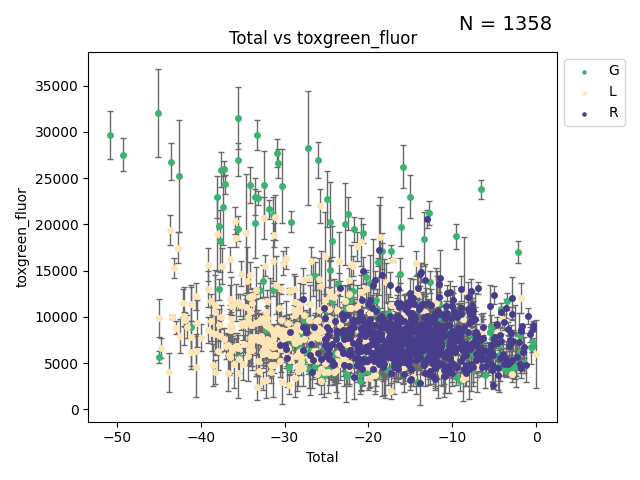 N = 1358
Total vs toxgreen_fluor
G
L
R
toxgreen_fluor
35000
30000
25000
20000
15000
10000
5000
0
−50
−40
−30
−20
−10
0
Total